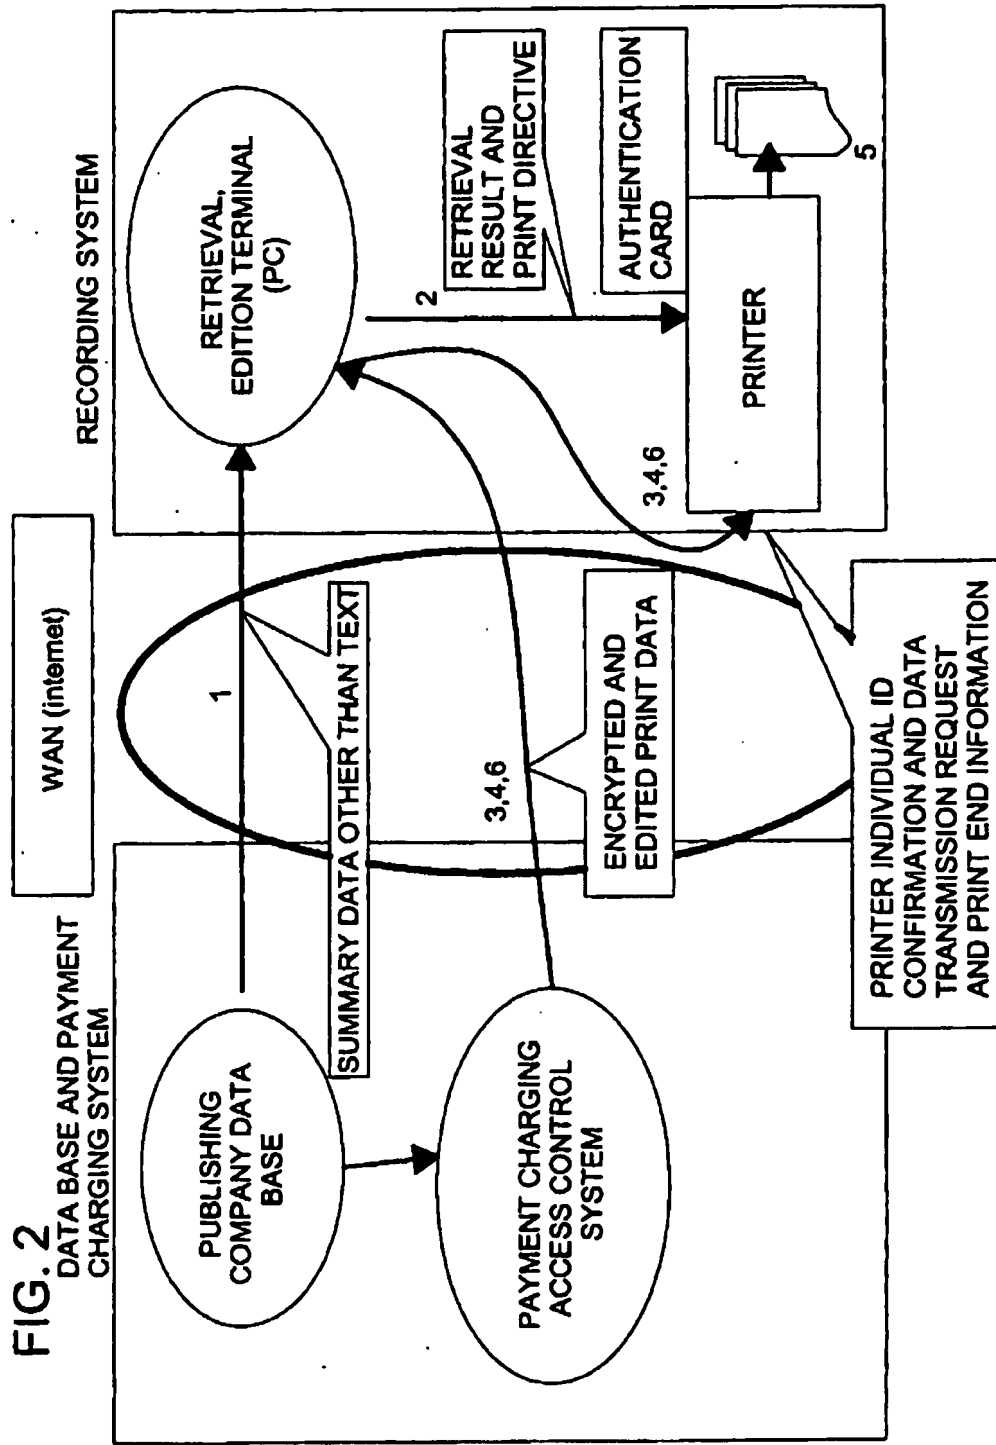 FIG. 2
DATA BASE AND PAYMENT
CHARGING SYSTEM
WAN (internet)
RECORDING SYSTEM
PUBLISHING
COMPANY DATA
BASE
1
SUMMARY DATA OTHER THAN TEXT
RETRIEVAL,
EDITION TERMINAL
(PC)
PAYMENT CHARGING
ACCESS CONTROL
SYSTEM
3,4,6
ENCRYPTED AND
EDITED PRINT DATA
2
RETRIEVAL
RESULT AND
PRINT DIRECTIVE
3,4,6
AUTHENTICATION
CARD
PRINTER
5
PRINTER INDIVIDUAL ID
CONFIRMATION AND DATA
TRANSMISSION REQUEST
AND PRINT END INFORMATION